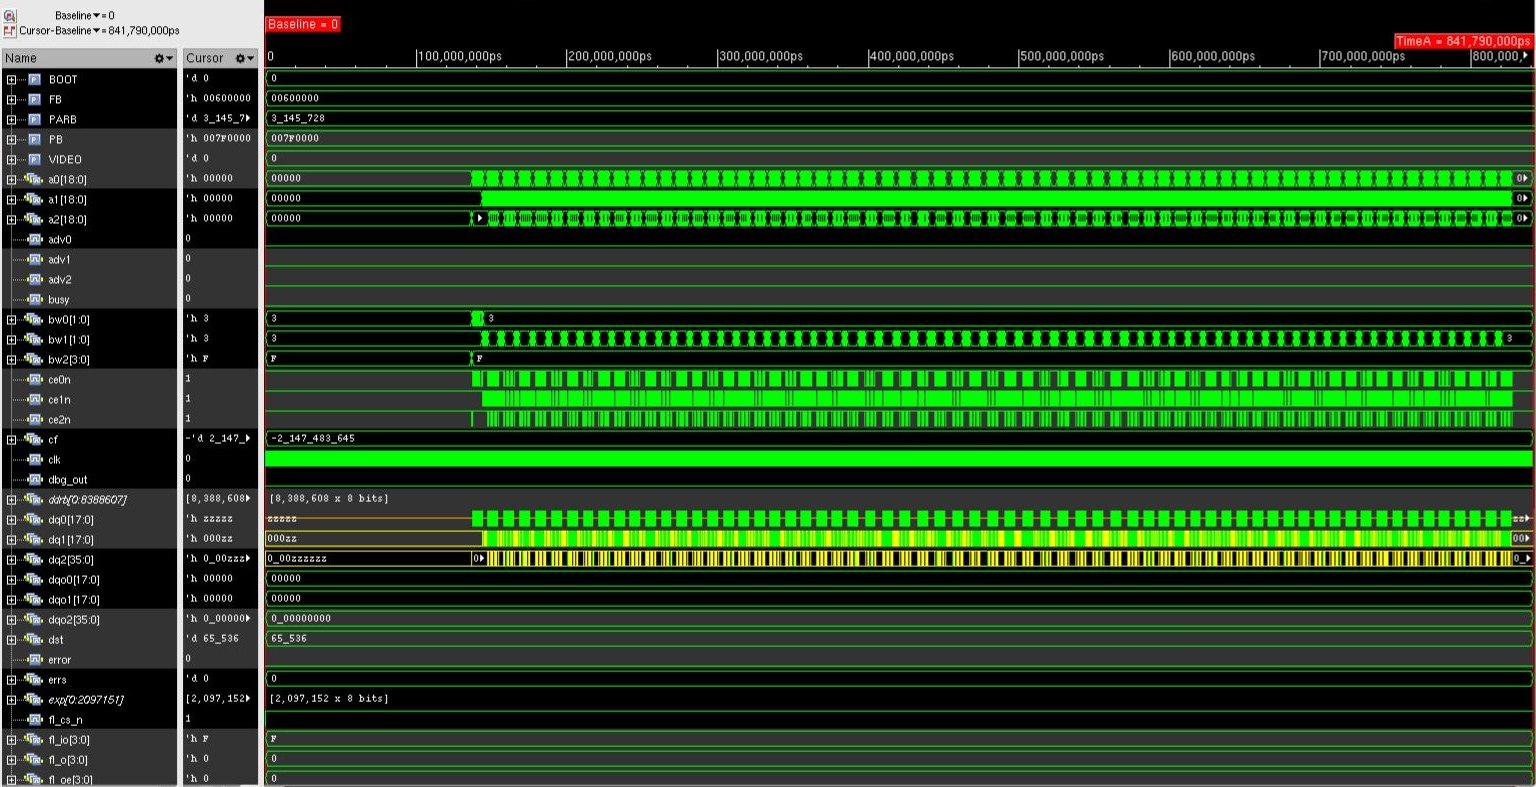 Baseline▼=0
Cursor-Baseline▼=841,790,000ps
Baseline = 0
TimeA = 841,790,000ps
Name Cursor 0 100,000,000ps 200,000,000ps 300,000,000ps 400,000,000ps 500,000,000ps 600,000,000ps 700,000,000ps 800,000,
BOOT 'd 0 0
FB 'h 00600000 00600000
PARB 'd 3_145_7 3_145_728
PB 'h 007F0000 007F0000
VIDEO 'd 0 0
a0[18:0] 'h 00000 00000 0
a1[18:0] 'h 00000 00000 0
a2[18:0] 'h 00000 00000 0
adv0 0
adv1 0
adv2 0
busy 0
bw0[1:0] 'h 3 3 3
bw1[1:0] 'h 3 3 3
bw2[3:0] 'h F F F
ce0n 1
ce1n 1
ce2n 1
cf -'d 2_147_ -2_147_483_645
clk 0
dbg_out 0
ddrb[0:8388607] [8,388,608 [8,388,608 x 8 bits]
dq0[17:0] 'h zzzzz zzzzz zz
dq1[17:0] 'h 000zz 000zz 00
dq2[35:0] 'h 0_00zzz 0_00zzzzzz 0 0_
dqo0[17:0] 'h 00000 00000
dqo1[17:0] 'h 00000 00000
dqo2[35:0] 'h 0_00000 0_00000000
dst 'd 65_536 65_536
error 0
errs 'd 0 0
exp[0:2097151] [2,097,152 [2,097,152 x 8 bits]
fl_cs_n 1
fl_io[3:0] 'h F F
fl_o[3:0] 'h 0 0
fl_oe[3:0] 'h 0 0